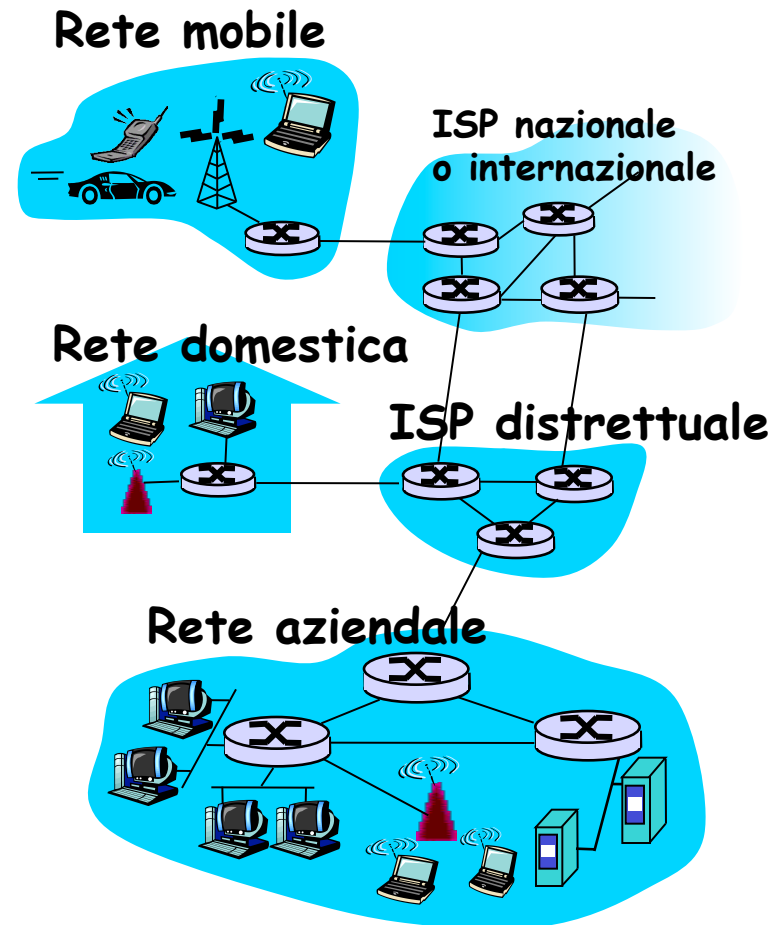 Rete mobile
ISP nazionale
o internazionale
Rete domestica
ISP distrettuale
Rete aziendale